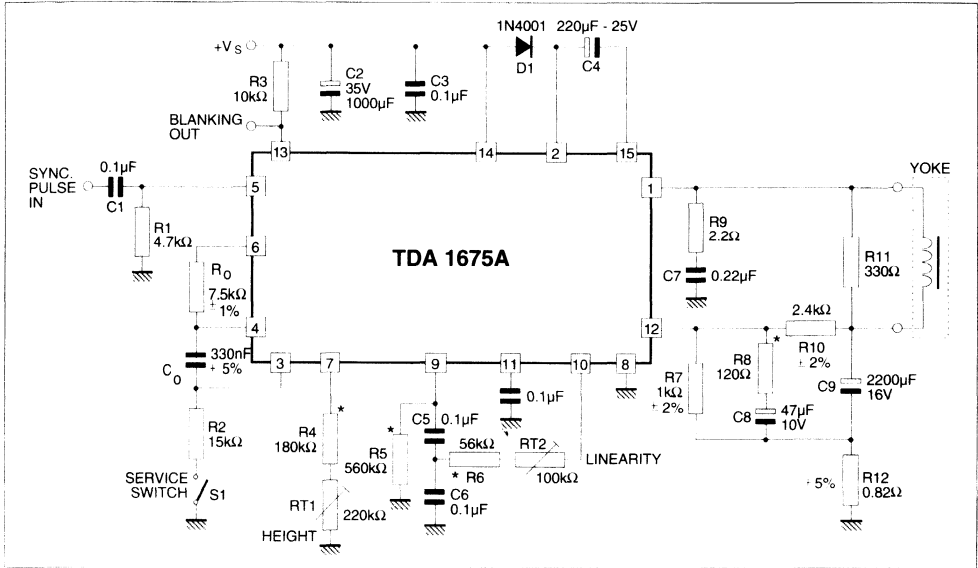 1N4001
220µF - 25V
+Vs
D1
C4
R3
10kΩ
C2
35V
1000µF
C3
0.1µF
BLANKING
OUT
13
14
2
15
SYNC.
PULSE
IN
0.1µF
C1
5
1
YOKE
R1
4.7kΩ
R9
2.2Ω
6
TDA 1675A
R11
330Ω
Ro
7.5kΩ
± 1%
C7
0.22µF
4
12
2.4kΩ
330nF
± 5%
Co
*
R10
± 2%
3
7
9
11
10
8
R7
1kΩ
± 2%
R8
120Ω
C9
2200µF
16V
0.1µF
R2
15kΩ
*
R4
180kΩ
*
R5
560kΩ
C5
0.1µF
47µF
10V
C8
56kΩ
RT2
LINEARITY
* R6
100kΩ
SERVICE
SWITCH
S1
RT1
220kΩ
C6
0.1µF
± 5%
R12
0.82Ω
HEIGHT